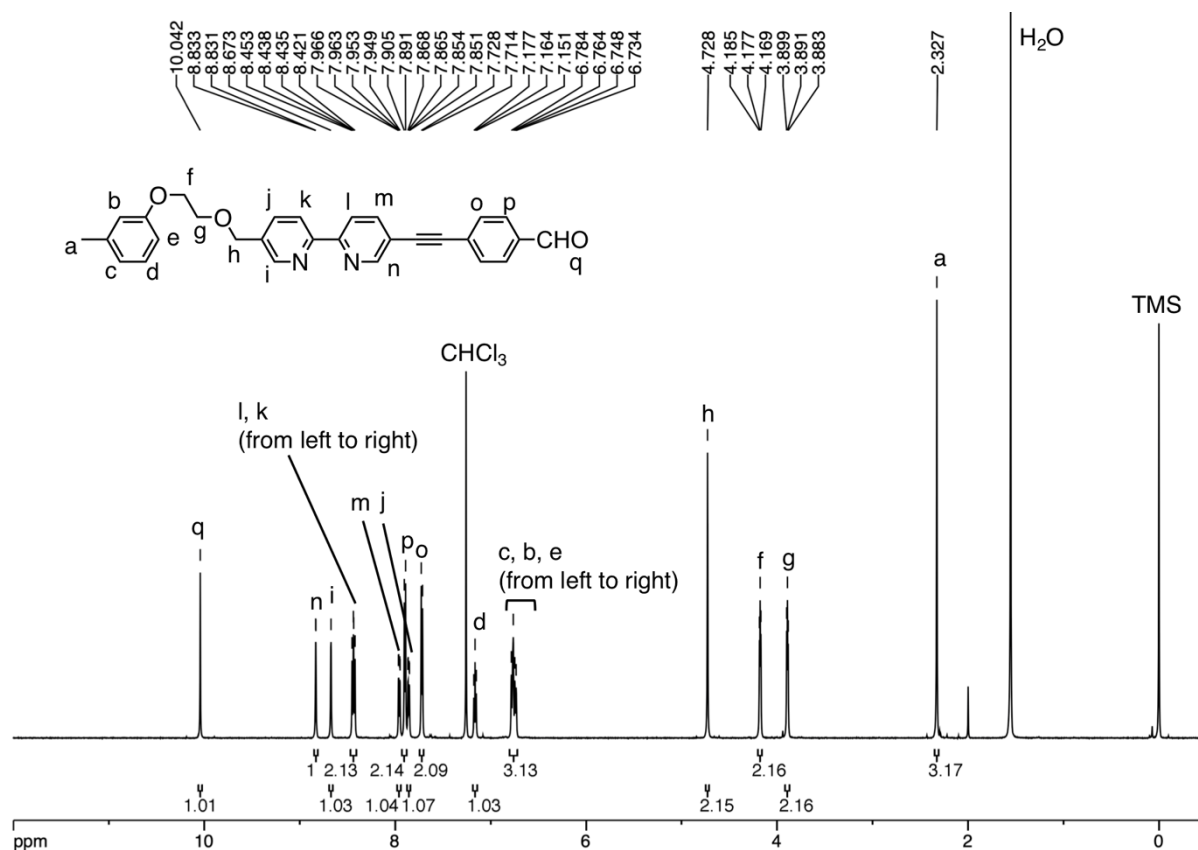 10.042
8.833
8.831
8.673
8.453
8.438
8.435
8.421
7.966
7.963
7.953
7.949
7.905
7.891
7.868
7.865
7.854
7.851
7.728
7.714
7.177
7.164
7.151
6.784
6.764
6.748
6.734
4.728
4.185
4.177
4.169
3.899
3.891
3.883
2.327
H2O
f
b O j k l m o p
a g O
e CHO
c d h i N N n q
a
TMS
CHCl3
l, k
(from left to right)
h
m j
q p o
c, b, e
(from left to right)
f g
n i
d
1 2.13 2.14 2.09 3.13 2.16 3.17
1.01 1.03 1.04 1.07 1.03 2.15 2.16
ppm 10 8 6 4 2 0